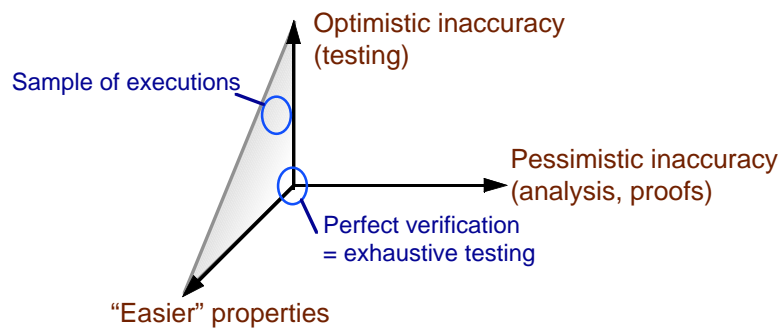 Optimistic inaccuracy
(testing)
Sample of executions
Pessimistic inaccuracy
(analysis, proofs)
Perfect verification
= exhaustive testing
“Easier” properties